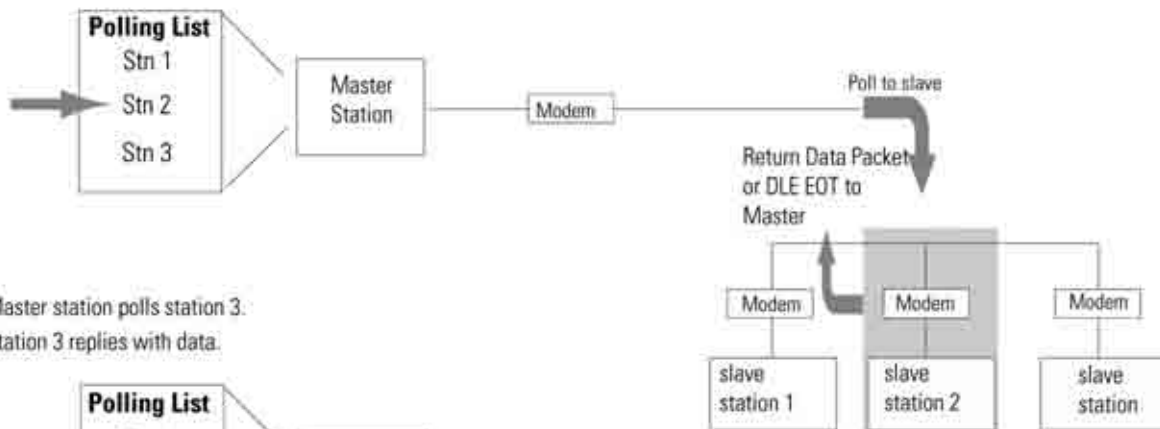 Polling List
Stn 1
Stn 2
Stn 3
Master
Station
Modem
Poll to slave
Return Data Packet
or DLE EOT to
Master
Modem
Modem
Modem
slave
station 1
slave
station 2
slave
station
laster station polls station 3.
tation 3 replies with data.
Polling List